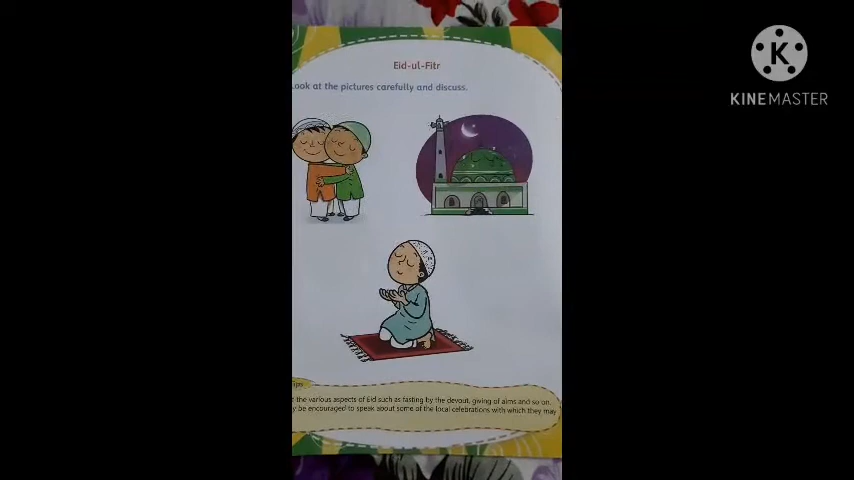 Eid-ul-Fitr
Look at the pictures carefully and discuss.
the various aspects of Eid such as fasting by the devout, giving of alms and so on.
be encouraged to speak about some of the local celebrations with which they may
KINEMASTER